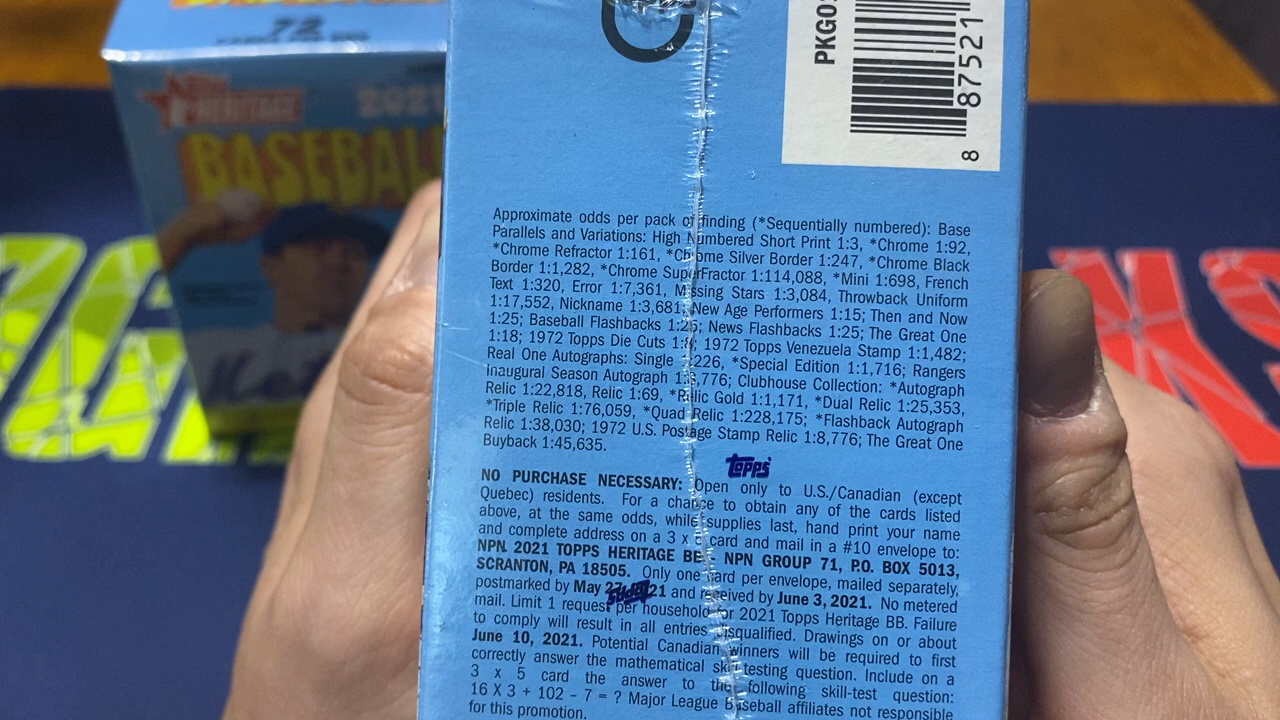 72
Topps
HERITAGE
2021
BASEBALL
PKG0
87521
8
Approximate odds per pack of finding (*Sequentially numbered): Base
Parallels and Variations: High Numbered Short Print 1:3, *Chrome 1:92,
*Chrome Refractor 1:161, *Chrome Silver Border 1:247, *Chrome Black
Border 1:1,282, *Chrome SuperFractor 1:114,088, *Mini 1:698, French
Text 1:320, Error 1:7,361, Missing Stars 1:3,084, Throwback Uniform
1:17,552, Nickname 1:3,681; New Age Performers 1:15; Then and Now
1:25; Baseball Flashbacks 1:25; News Flashbacks 1:25; The Great One
1:18; 1972 Topps Die Cuts 1:9; 1972 Topps Venezuela Stamp 1:1,482;
Real One Autographs: Single 1:226, *Special Edition 1:1,716; Rangers
Inaugural Season Autograph ,776; Clubhouse Collection: *Autograph
Relic 1:22,818, Relic 1:69, *Relic Gold 1:1,171, *Dual Relic 1:25,353,
*Triple Relic 1:76,059, *Quad Relic 1:228,175; *Flashback Autograph
Relic 1:38,030; 1972 U.S. Postage Stamp Relic 1:8,776; The Great One
Buyback 1:45,635.
topps
NO PURCHASE NECESSARY: Open only to U.S./Canadian (except
Quebec) residents. For a chance to obtain any of the cards listed
above, at the same odds, while supplies last, hand print your name
and complete address on a 3 x 5 card and mail in a #10 envelope to:
NPN 2021 TOPPS HERITAGE BB - NPN GROUP 71, P.O. BOX 5013,
SCRANTON, PA 18505. Only one card per envelope, mailed separately,
postmarked by May 27, 2021 and received by June 3, 2021. No metered
mail. Limit 1 request per household for 2021 Topps Heritage BB. Failure
to comply will result in all entries disqualified. Drawings on or about
June 10, 2021. Potential Canadian winners will be required to first
correctly answer the mathematical skill testing question. Include on a
3 x 5 card the answer to the following skill-test question:
16 X 3 + 102 - 7 = ? Major League Baseball affiliates not responsible
for this promotion.